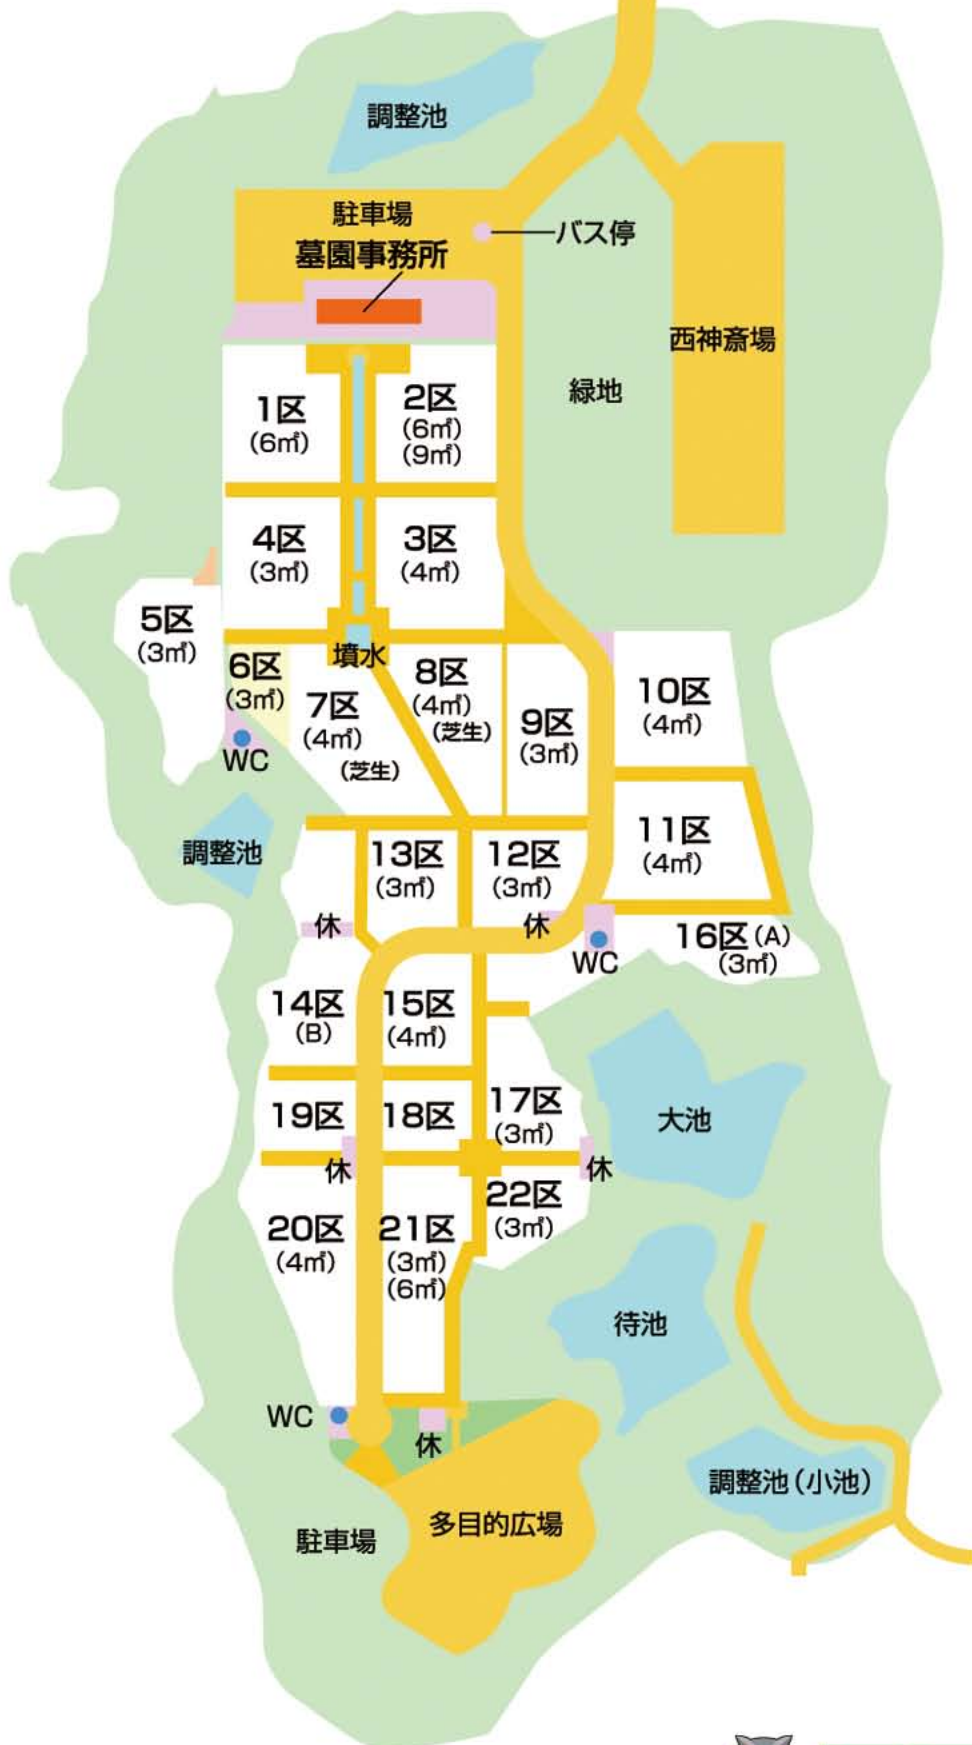 調整池
駐車場
バス停
墓園事務所
西神斎場
緑地
1区
(6㎡)
2区
(6㎡)
(9㎡)
4区
(3㎡)
3区
(4㎡)
5区
(3㎡)
6区
(3㎡)
墳水
7区
(4㎡)
(芝生)
8区
(4㎡)
(芝生)
9区
(3㎡)
10区
(4㎡)
WC
調整池
13区
(3㎡)
12区
(3㎡)
11区
(4㎡)
休
休
WC
16区(A)
(3㎡)
14区
(B)
15区
(4㎡)
19区
18区
17区
(3㎡)
大池
休
休
20区
(4㎡)
21区
(3㎡)
(6㎡)
22区
(3㎡)
待池
WC
休
調整池(小池)
駐車場
多目的広場